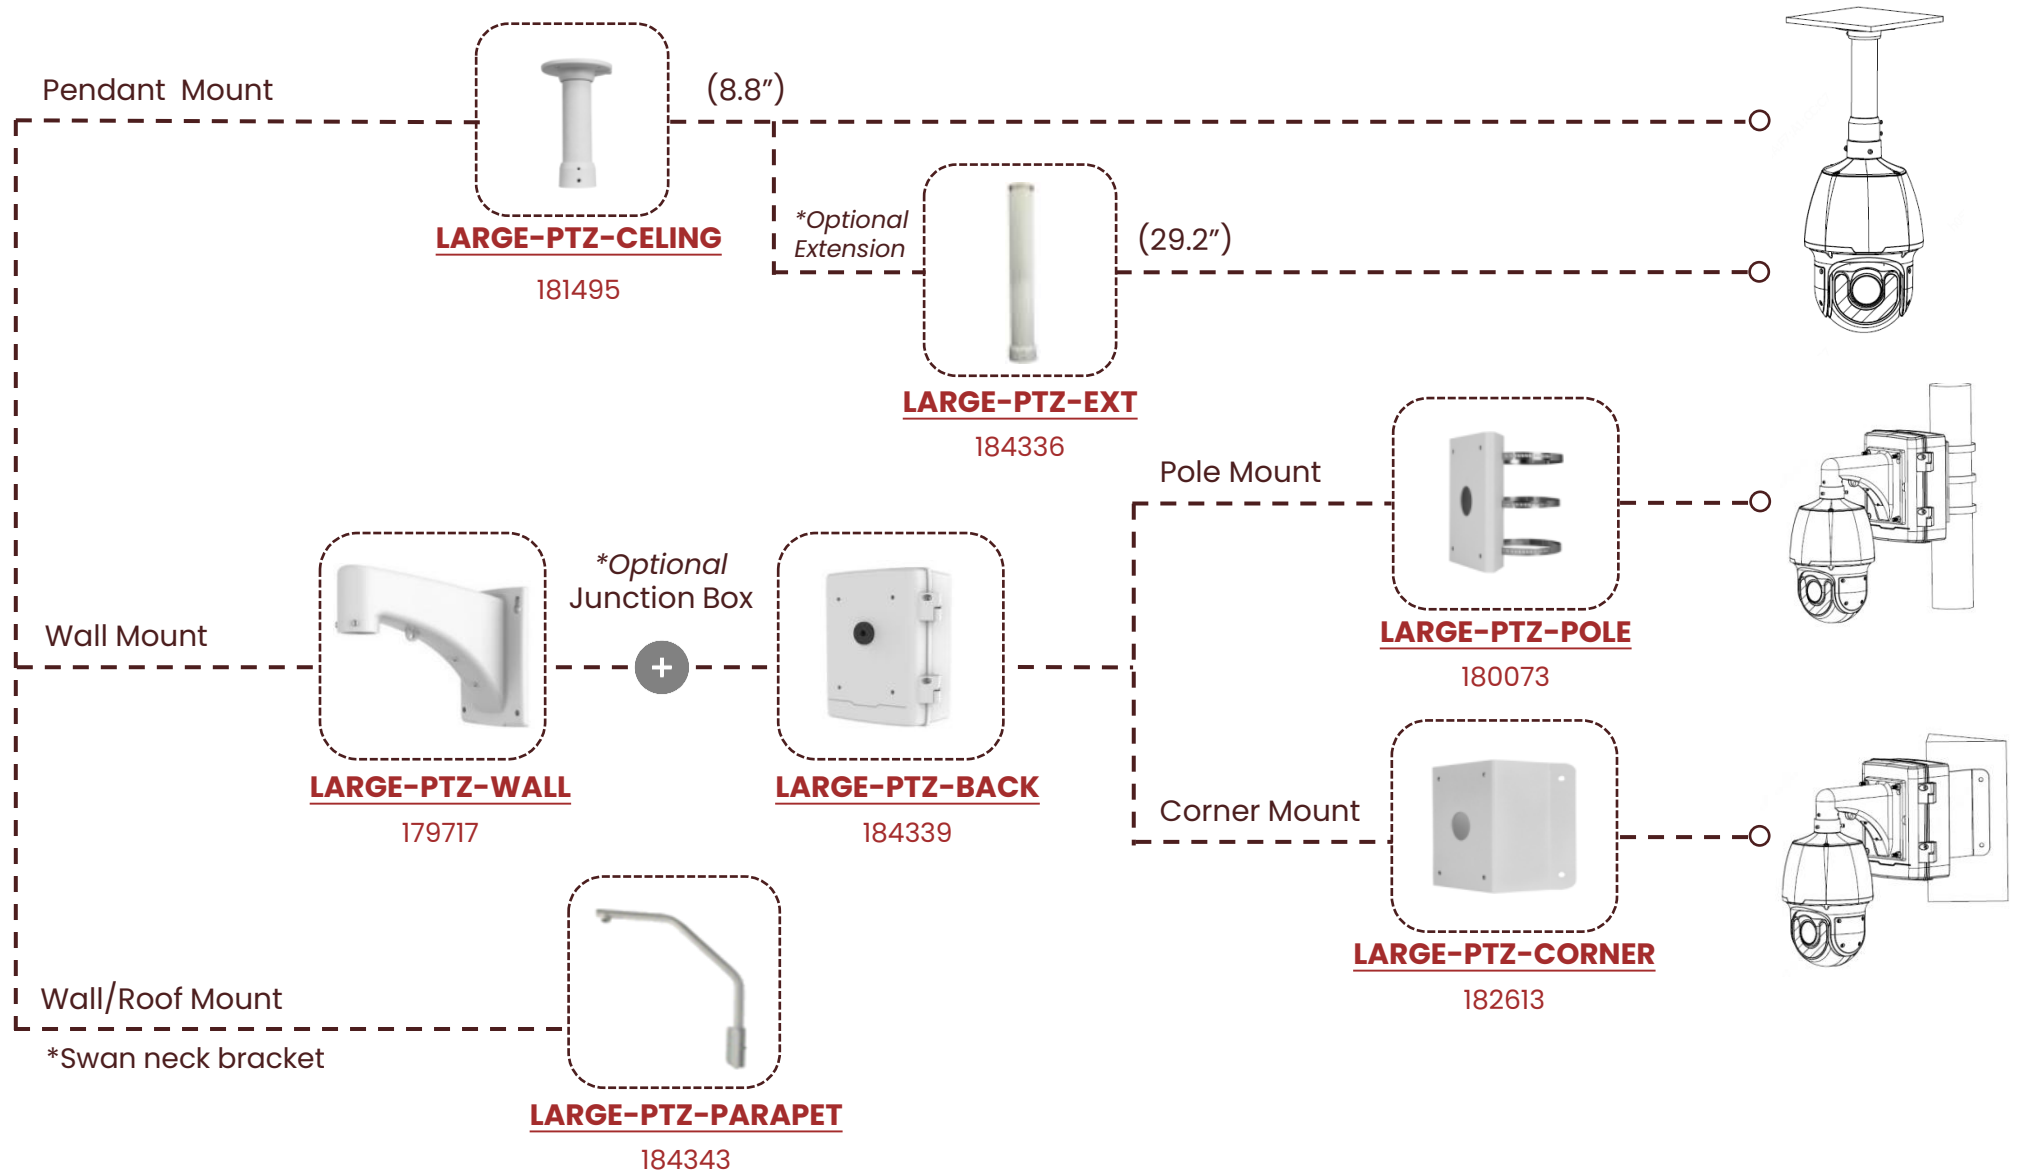 Pendant Mount
(8.8”)
LARGE-PTZ-CELING
181495
*Optional
Extension
(29.2”)
LARGE-PTZ-EXT
184336
Wall Mount
LARGE-PTZ-WALL
179717
*Optional
Junction Box
+
LARGE-PTZ-BACK
184339
Pole Mount
LARGE-PTZ-POLE
180073
Corner Mount
LARGE-PTZ-CORNER
182613
Wall/Roof Mount
*Swan neck bracket
LARGE-PTZ-PARAPET
184343